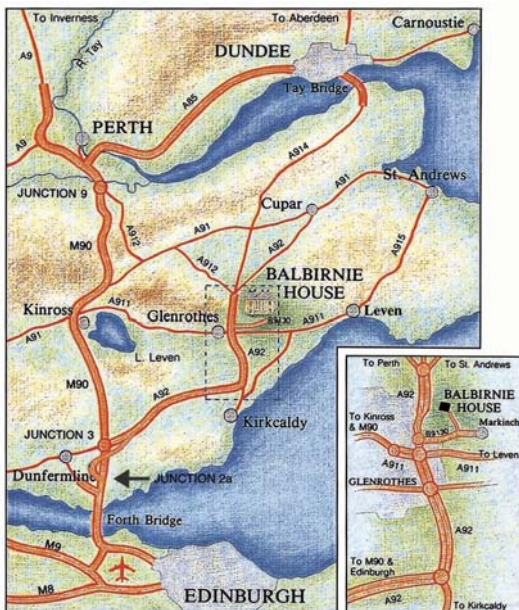 To Inverness
To Aberdeen
Carnoustie
A9
R. Tay
DUNDEE
Tay Bridge
A85
PERTH
A9
A914
JUNCTION 9
St. Andrews
Cupar
A91
M90
A912
A91
A92
A915
A912
BALBIRNIE
HOUSE
Kinross
A911
Glenrothes
B9130
A911
Leven
A91
L. Leven
A92
M90
A92
Kirkcaldy
JUNCTION 3
Dunfermline
JUNCTION 2a
Forth Bridge
M9
M8
EDINBURGH
To Perth
To St. Andrews
A92
BALBIRNIE
HOUSE
To Kinross
& M90
Markinch
B9130
To Leven
A911
A911
GLENROTHES
A92
To M90 &
Edinburgh
A92
To Kirkcaldy